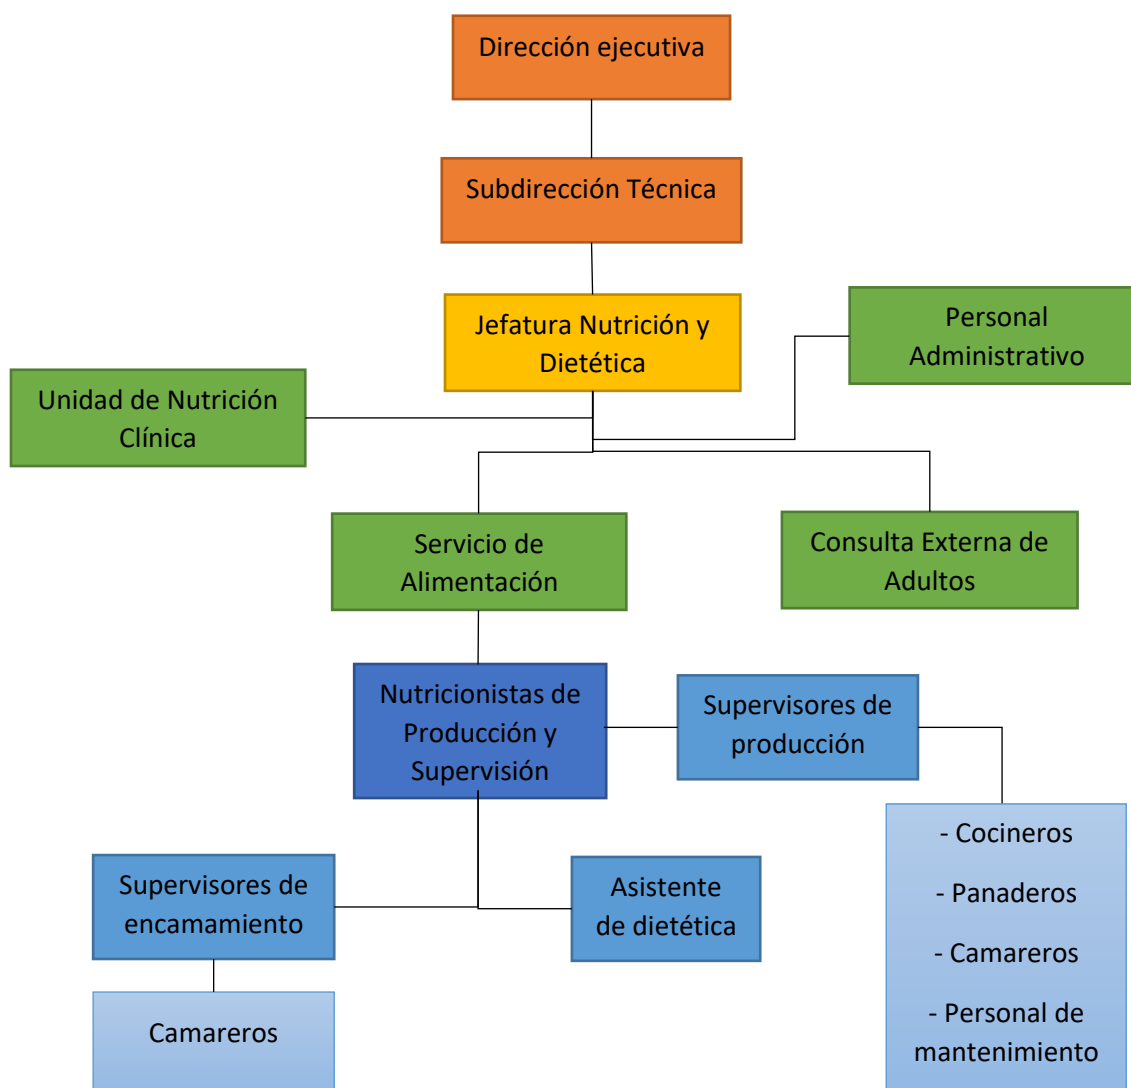 Dirección ejecutiva
Subdirección Técnica
Jefatura Nutrición y
Dietética
Personal
Administrativo
Unidad de Nutrición
Clínica
Servicio de
Alimentación
Consulta Externa de
Adultos
Nutricionistas de
Producción y
Supervisión
Supervisores de
producción
- Cocineros
- Panaderos
- Camareros
- Personal de
mantenimiento
Supervisores de
encamamiento
Asistente
de dietética
Camareros